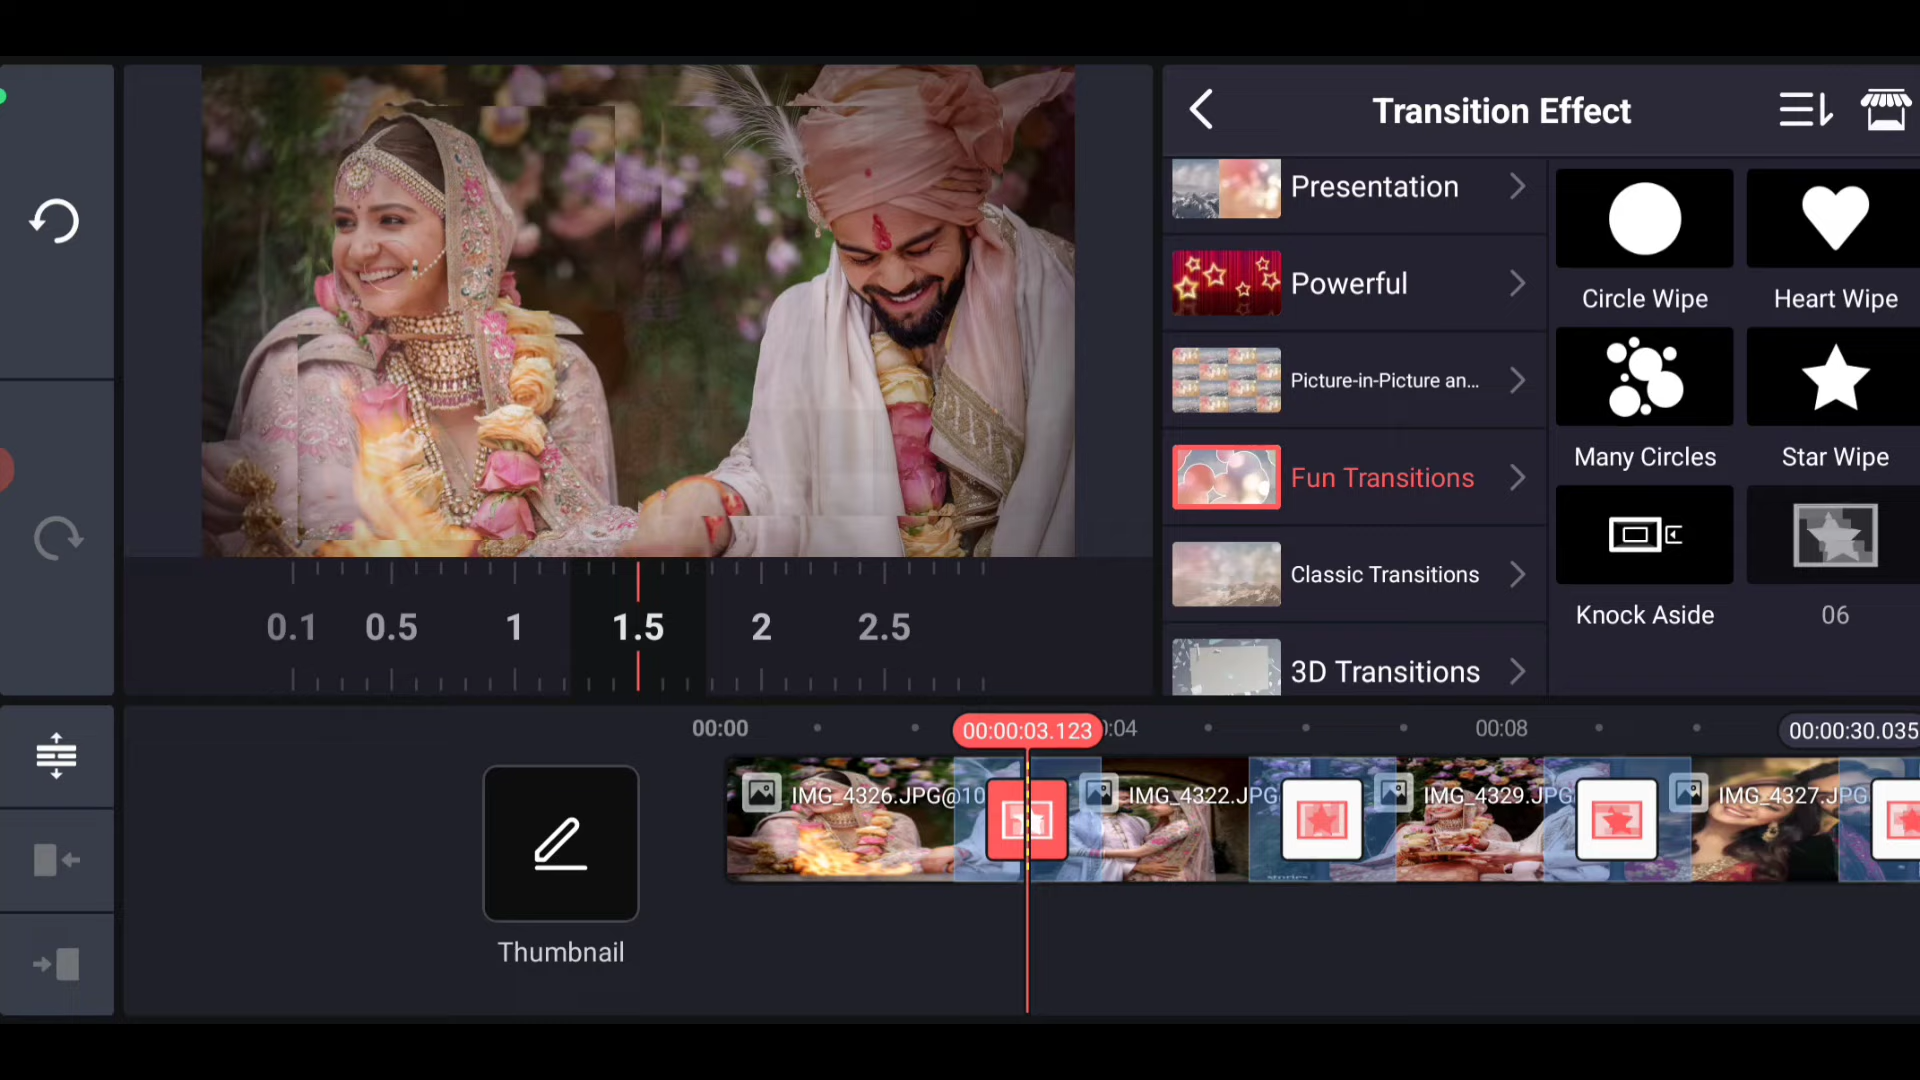 Transition Effect
Presentation
Powerful
Picture-in-Picture an...
Fun Transitions
Classic Transitions
3D Transitions
Circle Wipe
Heart Wipe
Many Circles
Star Wipe
Knock Aside
06
0.1 0.5 1 1.5 2 2.5
00:00
00:00:03.123
:04
00:08
00:00:30.035
IMG_4326.JPG@10
IMG_4322.JPG
IMG_4329.JPG
IMG_4327.JPG
Thumbnail